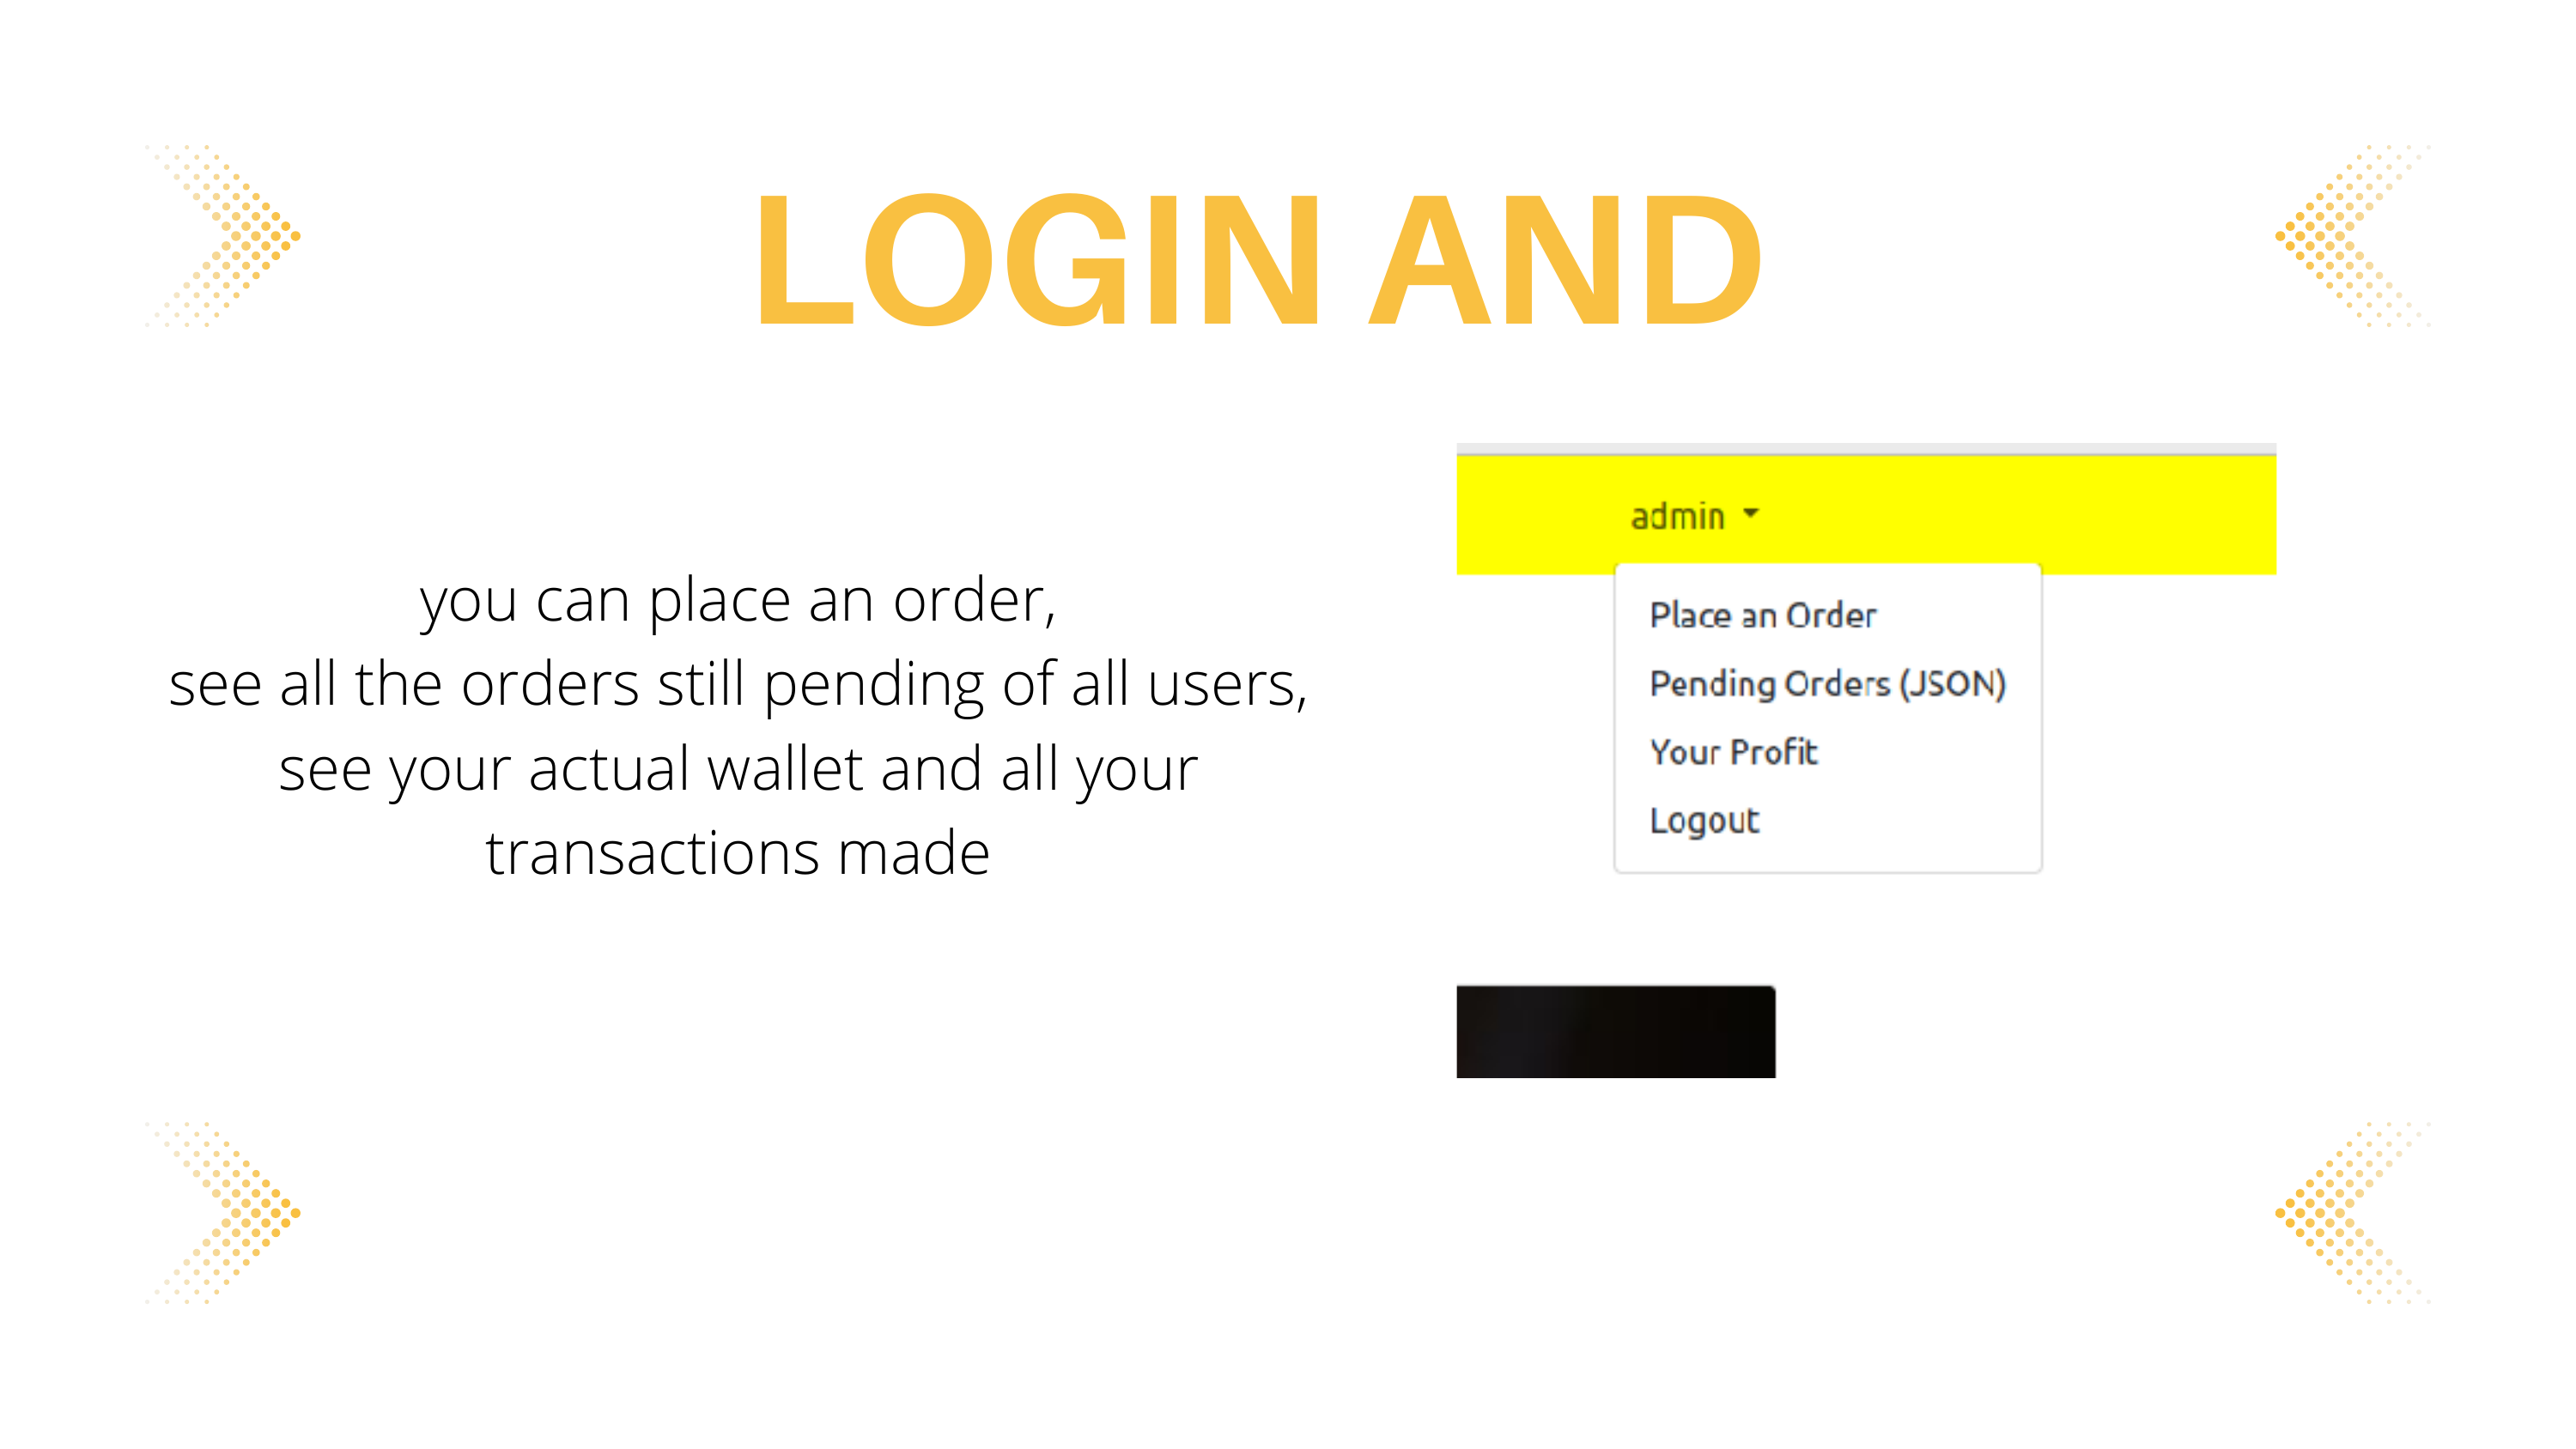 LOGIN AND
you can place an order,
see all the orders still pending of all users,
see your actual wallet and all your
transactions made
admin
Place an Order
Pending Orders (JSON)
Your Profit
Logout